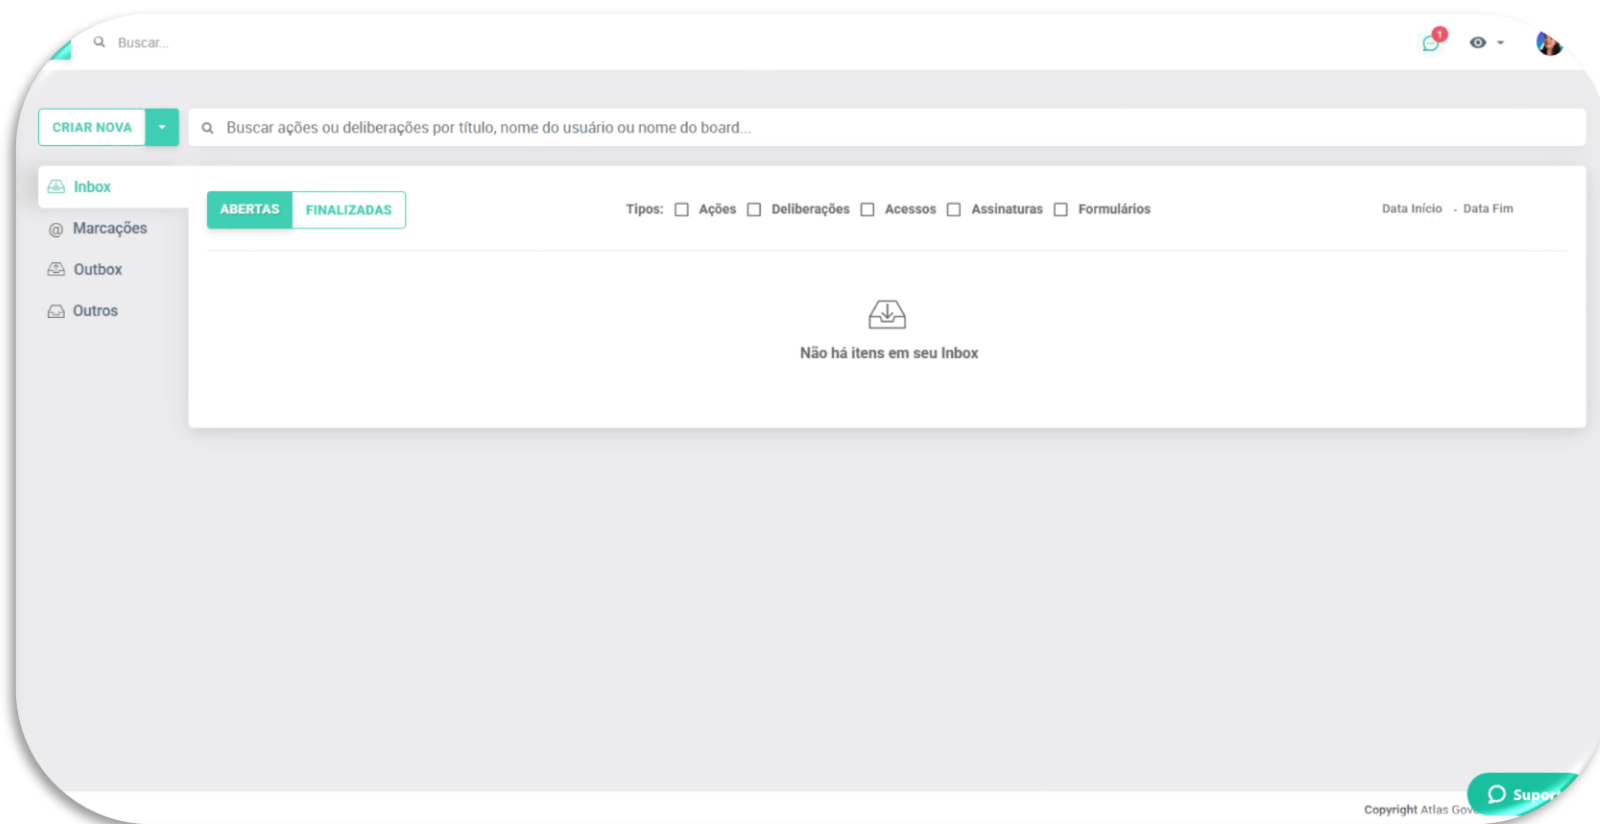 Buscar...
1
CRIAR NOVA
Buscar ações ou deliberações por título, nome do usuário ou nome do board...
Inbox
@ Marcações
Outbox
Outros
ABERTAS FINALIZADAS
Tipos: Ações Deliberações Acessos Assinaturas Formulários
Data Início - Data Fim
Não há itens em seu Inbox
Suport
Copyright Atlas Gov